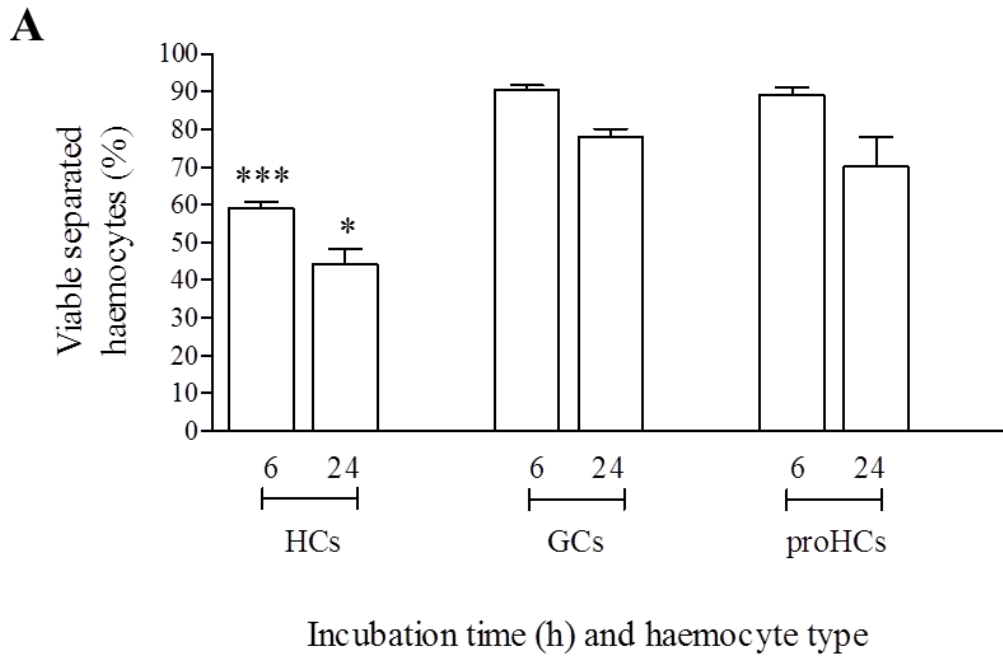 A
Viable separated
haemocytes (%)
100
90
80
70
60
50
40
30
20
10
0
***
*
6 24 6 24 6 24
HCs GCs proHCs
Incubation time (h) and haemocyte type